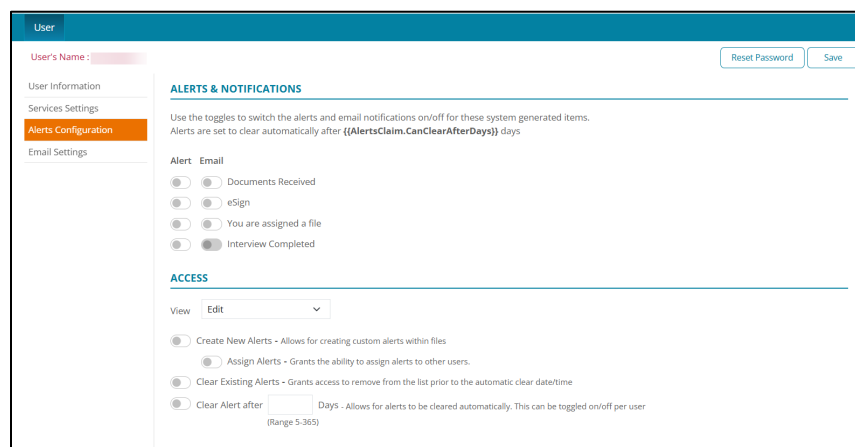 User
User's Name :
Reset Password
Save
User Information
Services Settings
Alerts Configuration
Email Settings
ALERTS & NOTIFICATIONS
Use the toggles to switch the alerts and email notifications on/off for these system generated items.
Alerts are set to clear automatically after {{AlertsClaim.CanClearAfterDays}} days
Alert Email
Documents Received
eSign
You are assigned a file
Interview Completed
ACCESS
View Edit
Create New Alerts - Allows for creating custom alerts within files
Assign Alerts - Grants the ability to assign alerts to other users.
Clear Existing Alerts - Grants access to remove from the list prior to the automatic clear date/time
Clear Alert after Days - Allows for alerts to be cleared automatically. This can be toggled on/off per user
(Range 5-365)